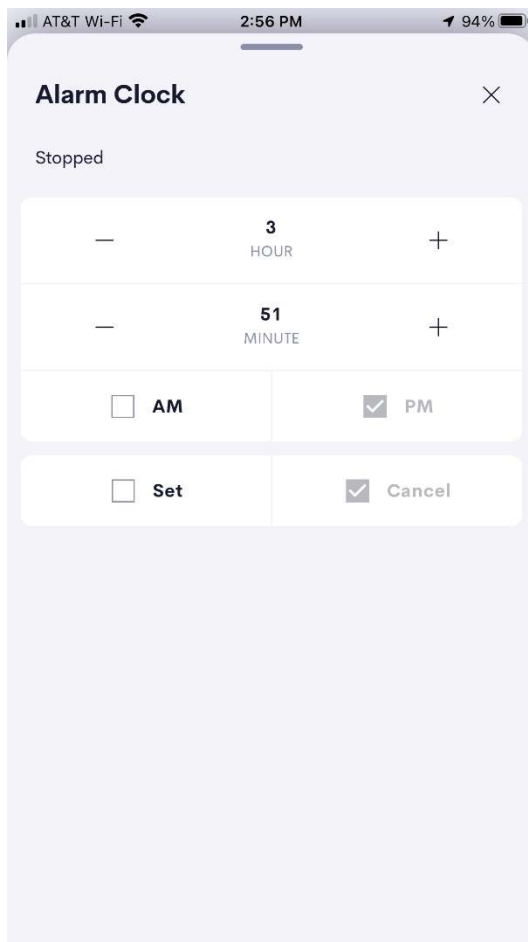 AT&T Wi-Fi 2:56 PM 94%
Alarm Clock
Stopped
3
HOUR
51
MINUTE
AM PM
Set Cancel